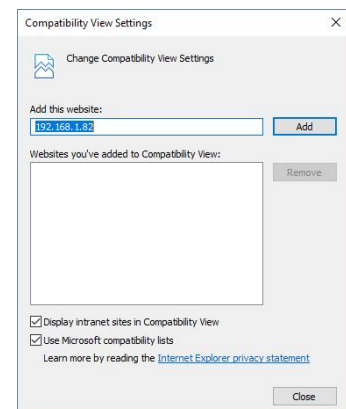 Compatibility View Settings
Change Compatibility View Settings
Add this website:
192.168.1.82
Add
Websites you've added to Compatibility View:
Remove
Display intranet sites in Compatibility View
Use Microsoft compatibility lists
Learn more by reading the Internet Explorer privacy statement
Close